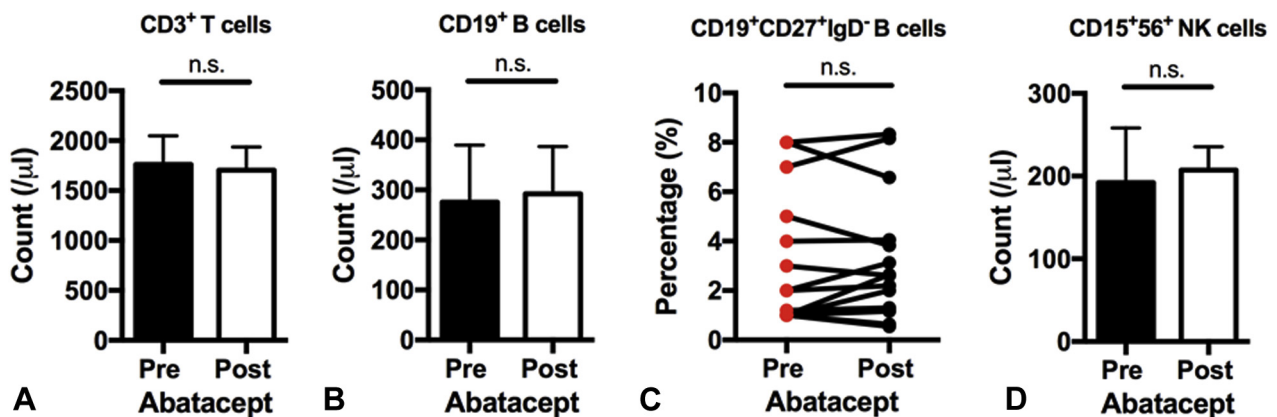 CD3⁺ T cells
n.s.
2500
2000
1500
1000
500
0
Count (/µl)
Pre Post
Abatacept
A
CD19⁺ B cells
n.s.
500
400
300
200
100
0
Count (/µl)
Pre Post
Abatacept
B
CD19⁺CD27⁺IgD⁻ B cells
n.s.
10
8
6
4
2
0
Percentage (%)
Pre Post
Abatacept
C
CD15⁺56⁺ NK cells
n.s.
300
200
100
0
Count (/µl)
Pre Post
Abatacept
D